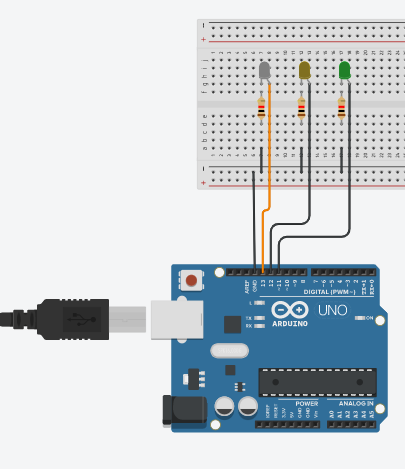 AREF
GND
13
12
~11
~10
~9
8
7
~6
~5
4
~3
2
TX→1
RX←0
DIGITAL (PWM~)
L
TX
RX
UNO
ARDUINO
ON
POWER
ANALOG IN
IOREF
RESET
3.3V
5V
GND
GND
Vin
A0
A1
A2
A3
A4
A5